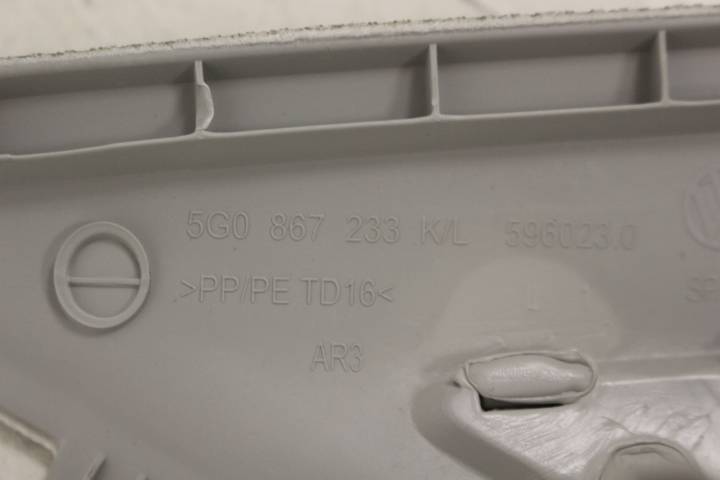 5G0 867 233 K/L 596023.0
>PP/PE TD16<
AR3